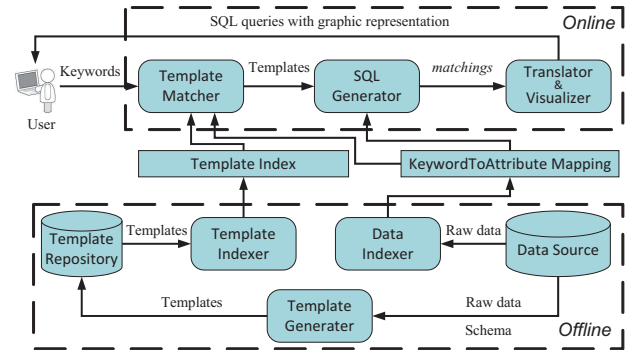 SQL queries with graphic representation
Online
Keywords
Template
Matcher
Templates
SQL
Generator
matchings
Translator
&
Visualizer
User
Template Index
KeywordToAttribute Mapping
Template
Repository
Templates
Template
Indexer
Data
Indexer
Raw data
Data Source
Templates
Template
Generater
Raw data
Schema
Offline